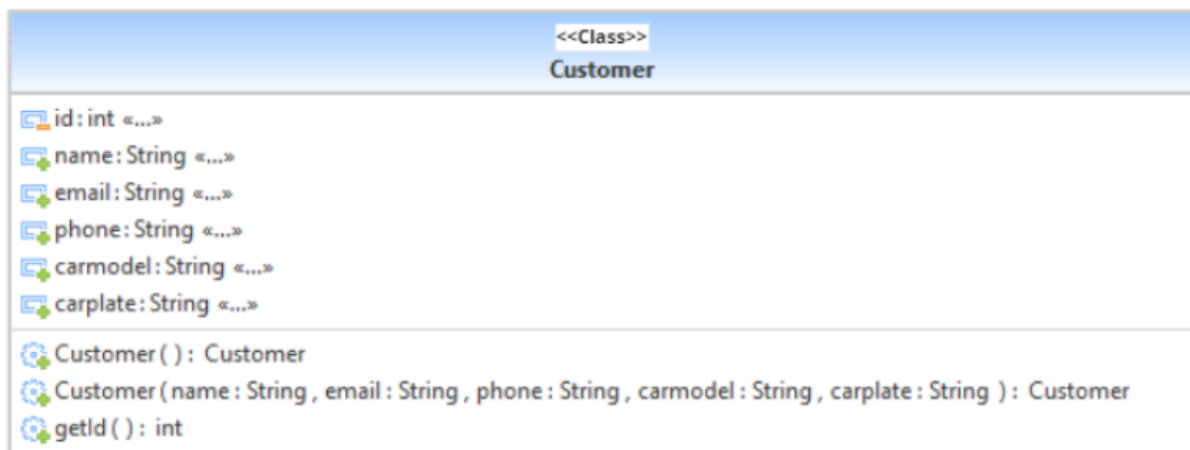 <<Class>>
Customer
id : int «...»
name : String «...»
email : String «...»
phone : String «...»
carmodel : String «...»
carplate : String «...»
Customer ( ) : Customer
Customer ( name : String , email : String , phone : String , carmodel : String , carplate : String ) : Customer
getId ( ) : int